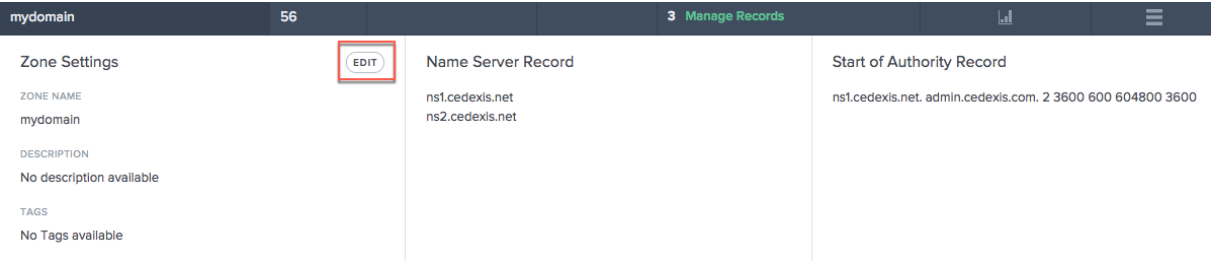 mydomain 56 3 Manage Records
Zone Settings EDIT
ZONE NAME
mydomain
DESCRIPTION
No description available
TAGS
No Tags available
Name Server Record
ns1.cedexis.net
ns2.cedexis.net
Start of Authority Record
ns1.cedexis.net. admin.cedexis.com. 2 3600 600 604800 3600